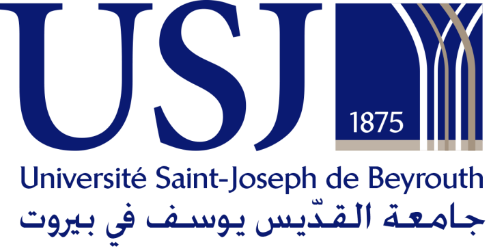 USJ
1875
Université Saint-Joseph de Beyrouth
جامعة القدّيس يوسف في بيروت